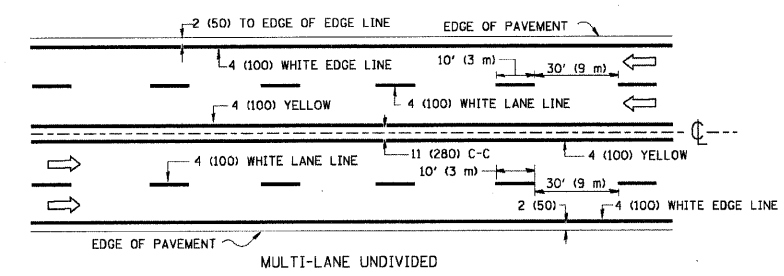 2 (50) TO EDGE OF EDGE LINE
EDGE OF PAVEMENT
4 (100) WHITE EDGE LINE
10' (3 m)
30' (9 m)
4 (100) YELLOW
4 (100) WHITE LANE LINE
℄
4 (100) WHITE LANE LINE
11 (280) C-C
4 (100) YELLOW
10' (3 m)
30' (9 m)
2 (50)
4 (100) WHITE EDGE LINE
EDGE OF PAVEMENT
MULTI-LANE UNDIVIDED